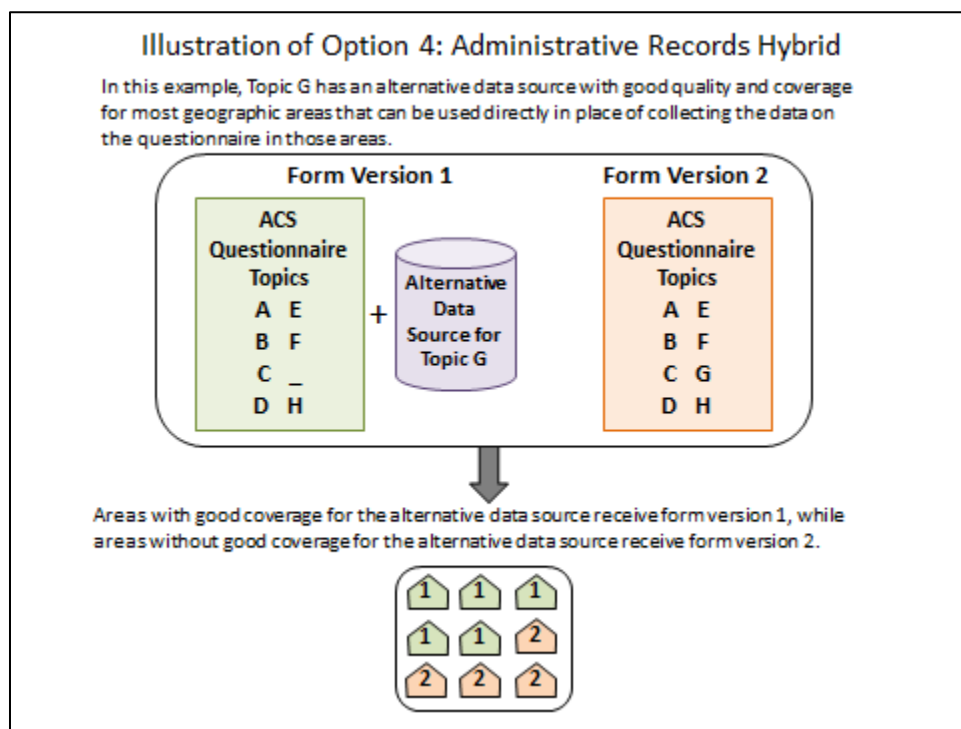 Illustration of Option 4: Administrative Records Hybrid
In this example, Topic G has an alternative data source with good quality and coverage
for most geographic areas that can be used directly in place of collecting the data on
the questionnaire in those areas.
Form Version 1
ACS
Questionnaire
Topics
A E
B F
C _
D H
+
Alternative
Data
Source for
Topic G
Form Version 2
ACS
Questionnaire
Topics
A E
B F
C G
D H
Areas with good coverage for the alternative data source receive form version 1, while
areas without good coverage for the alternative data source receive form version 2.
1 1 1
1 1 2
2 2 2